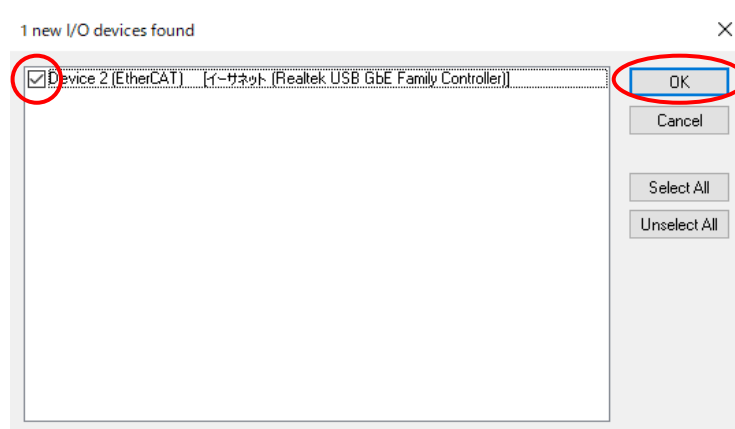 1 new I/O devices found
Device 2 (EtherCAT) [イーサネット (Realtek USB GbE Family Controller)]
OK
Cancel
Select All
Unselect All